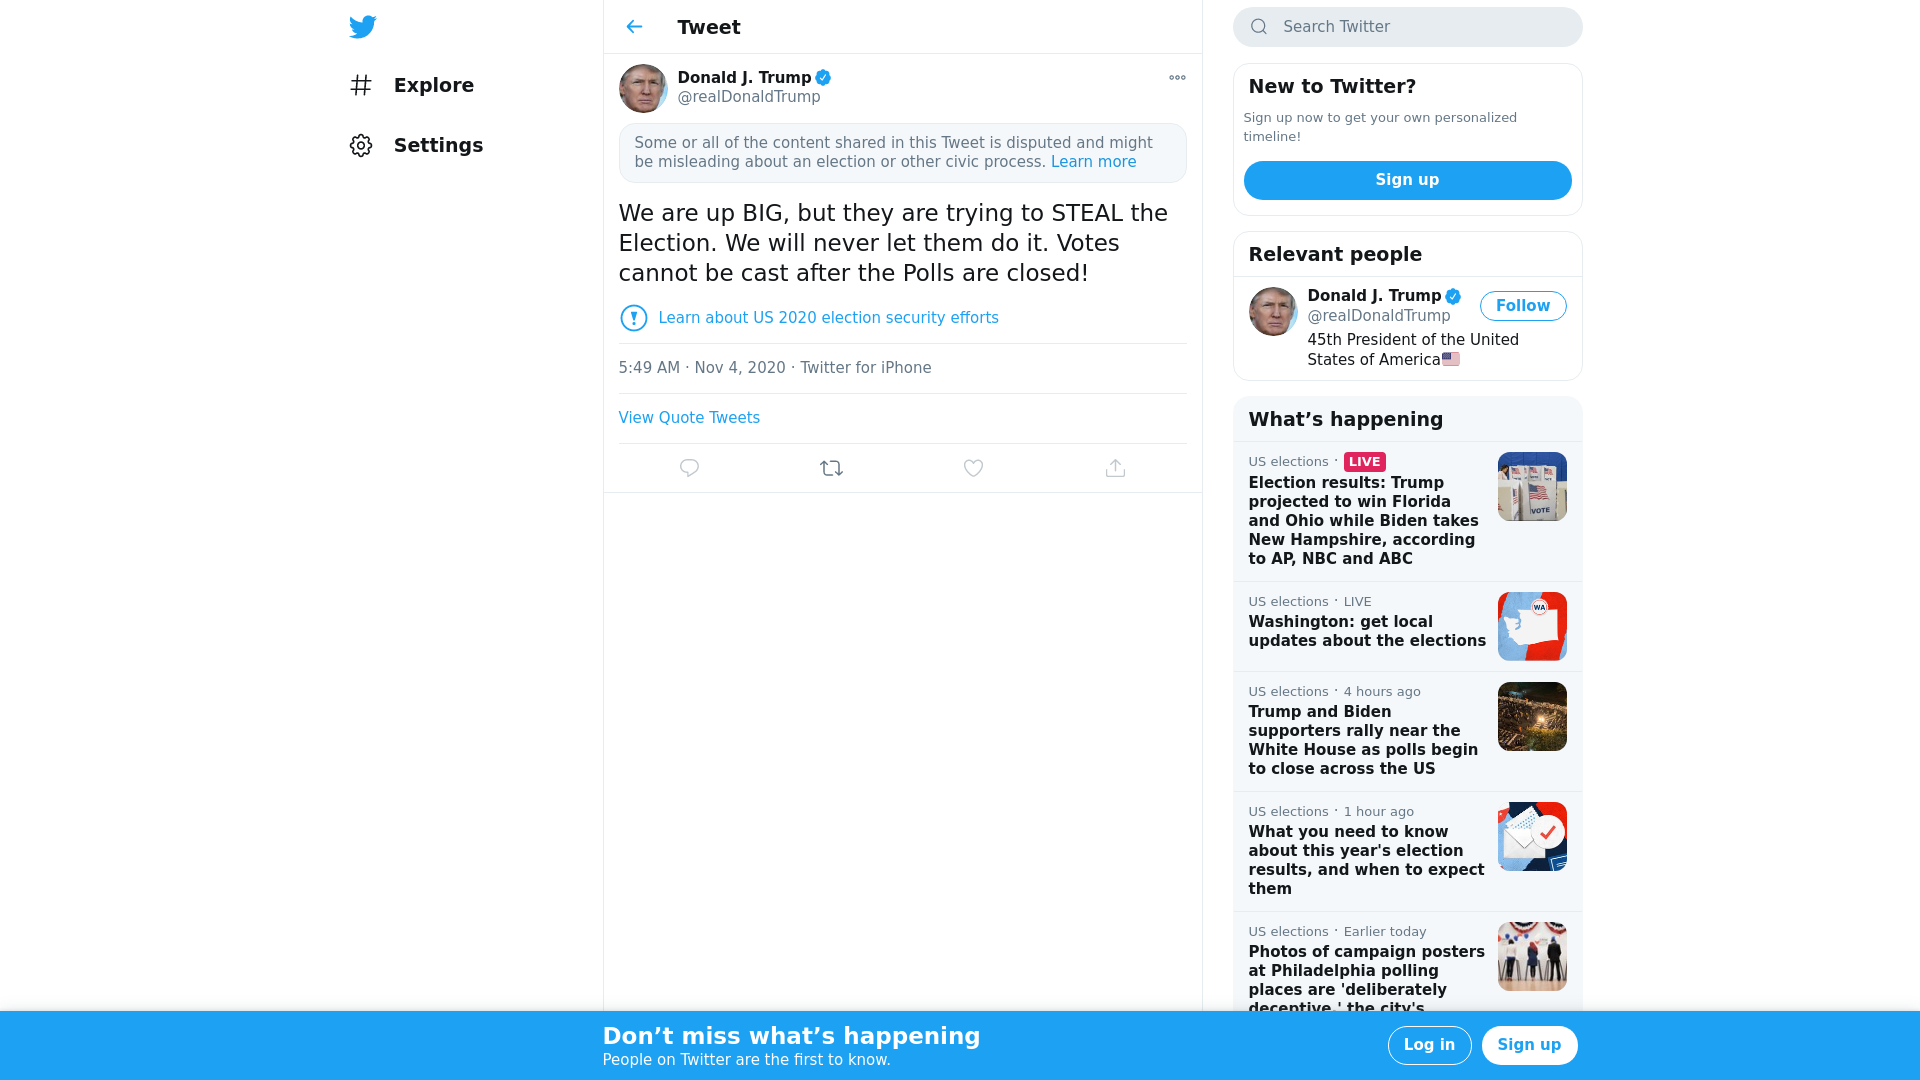 Explore
Settings
Tweet
Donald J. Trump
@realDonaldTrump
Some or all of the content shared in this Tweet is disputed and might
be misleading about an election or other civic process. Learn more
We are up BIG, but they are trying to STEAL the
Election. We will never let them do it. Votes
cannot be cast after the Polls are closed!
Learn about US 2020 election security efforts
5:49 AM · Nov 4, 2020 · Twitter for iPhone
View Quote Tweets
Search Twitter
New to Twitter?
Sign up now to get your own personalized
timeline!
Sign up
Relevant people
Donald J. Trump
@realDonaldTrump
Follow
45th President of the United
States of America🇺🇸
What’s happening
US elections · LIVE
Election results: Trump
projected to win Florida
and Ohio while Biden takes
New Hampshire, according
to AP, NBC and ABC
VOTE
US elections · LIVE
Washington: get local
updates about the elections
WA
US elections · 4 hours ago
Trump and Biden
supporters rally near the
White House as polls begin
to close across the US
US elections · 1 hour ago
What you need to know
about this year's election
results, and when to expect
them
US elections · Earlier today
Photos of campaign posters
at Philadelphia polling
places are 'deliberately
deceptive,' the city's
Don’t miss what’s happening
People on Twitter are the first to know.
Log in
Sign up